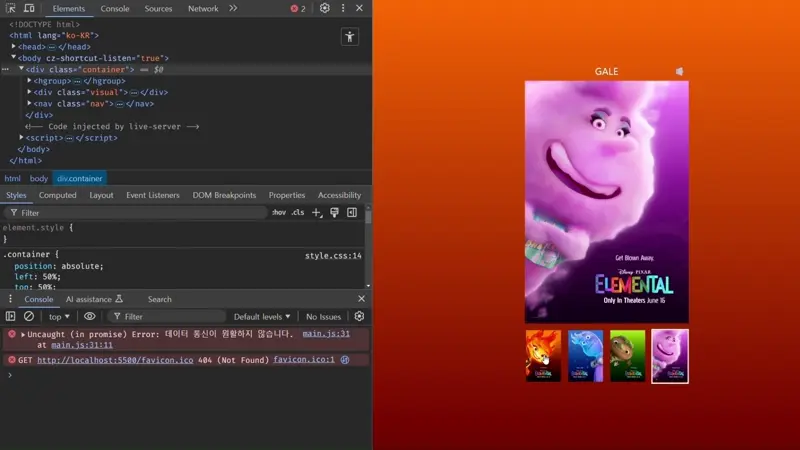 Elements Console Sources Network >> 2
<!DOCTYPE html>
<html lang="ko-KR">
<head> … </head>
<body cz-shortcut-listen="true">
<div class="container"> == $0
<hgroup> … </hgroup>
<div class="visual"> … </div>
<nav class="nav"> … </nav>
</div>
<!-- Code injected by live-server -->
<script> … </script>
</body>
</html>
html body div.container
Styles Computed Layout Event Listeners DOM Breakpoints Properties Accessibility
Filter :hov .cls
element.style {
}
.container { style.css:14
position: absolute;
left: 50%;
top: 50%;
Console AI assistance Search
top Filter Default levels No Issues
Uncaught (in promise) Error: 데이터 통신이 원활하지 않습니다. main.js:31
at main.js:31:11
GET http://localhost:5500/favicon.ico 404 (Not Found) favicon.ico:1
GALE
Get Blown Away.
Disney PIXAR
ELEMENTAL
Only In Theaters June 16
ELEMENTAL
ELEMENTAL
ELEMENTAL
ELEMENTAL